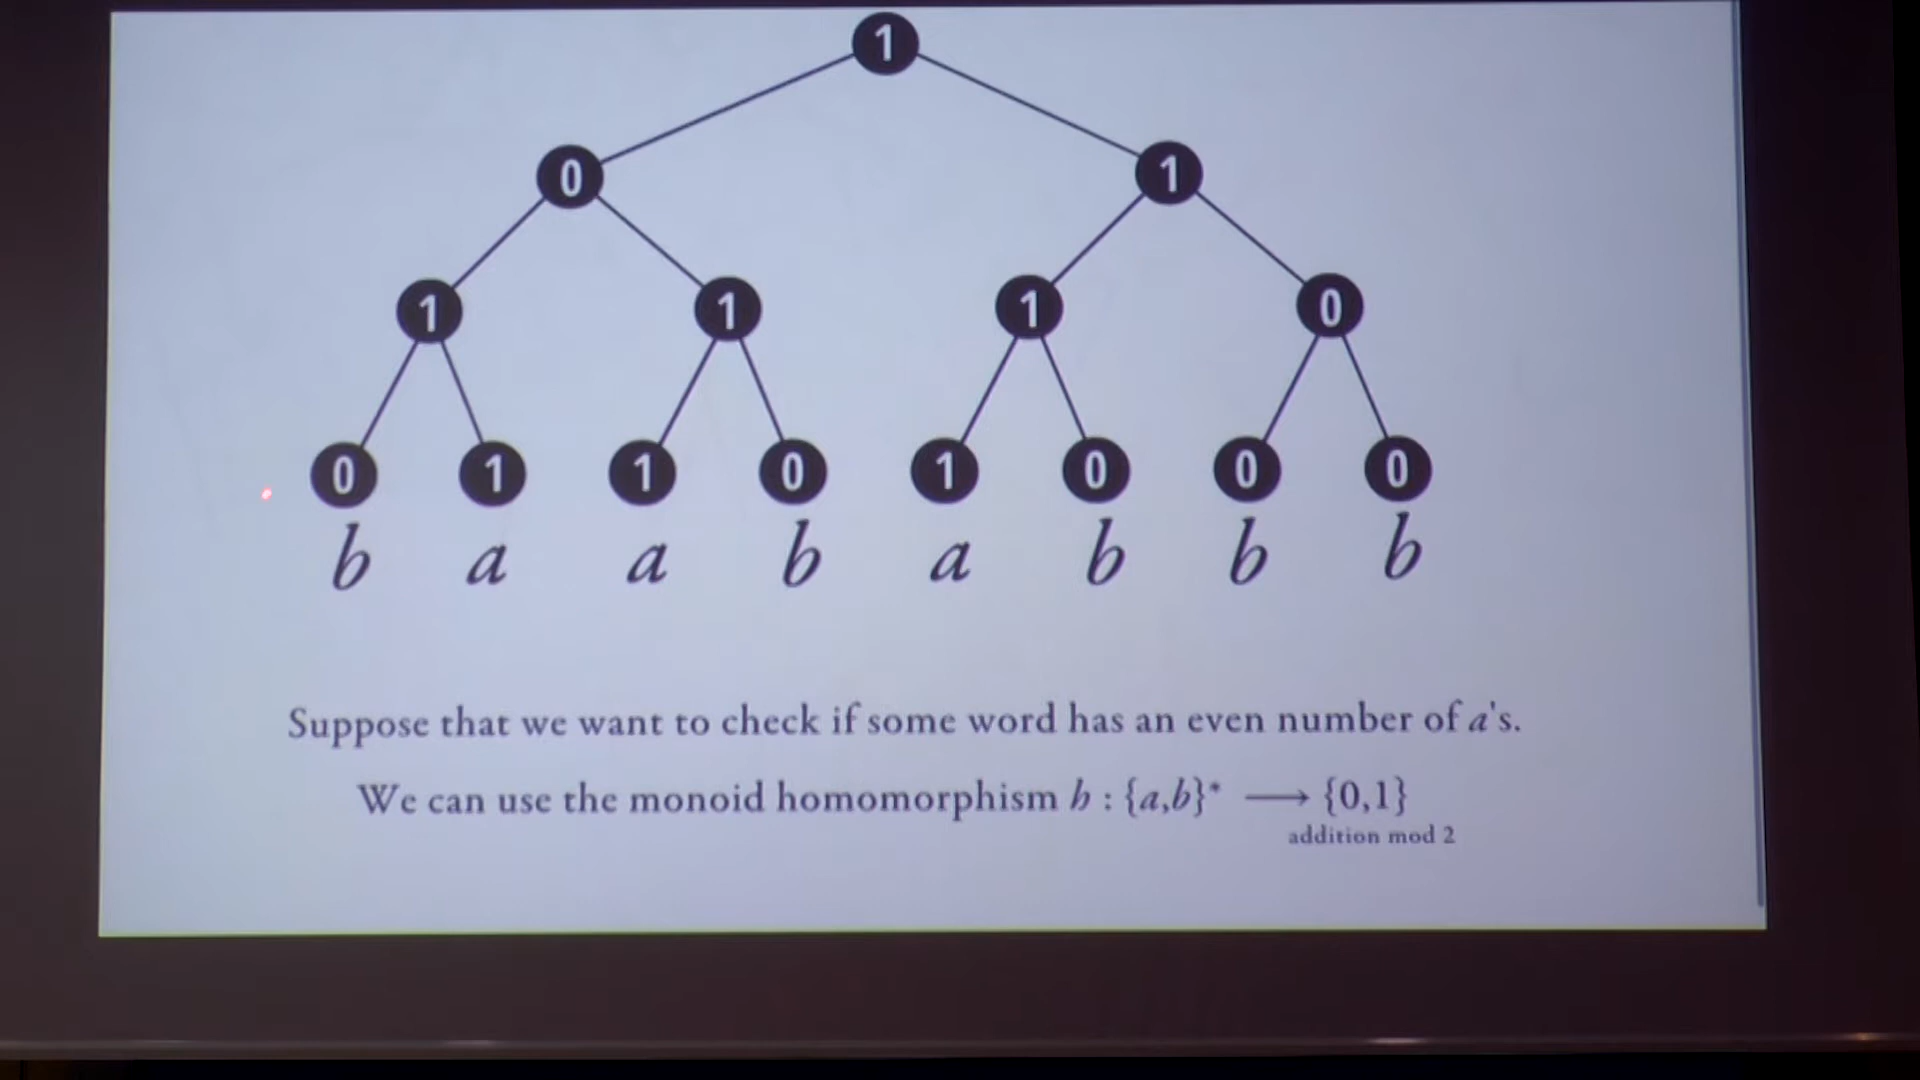 1
0 1
1 1 1 0
0 1 1 0 1 0 0 0
b a a b a b b b
Suppose that we want to check if some word has an even number of a's.
We can use the monoid homomorphism h : {a,b}* ⟶ {0,1}
addition mod 2